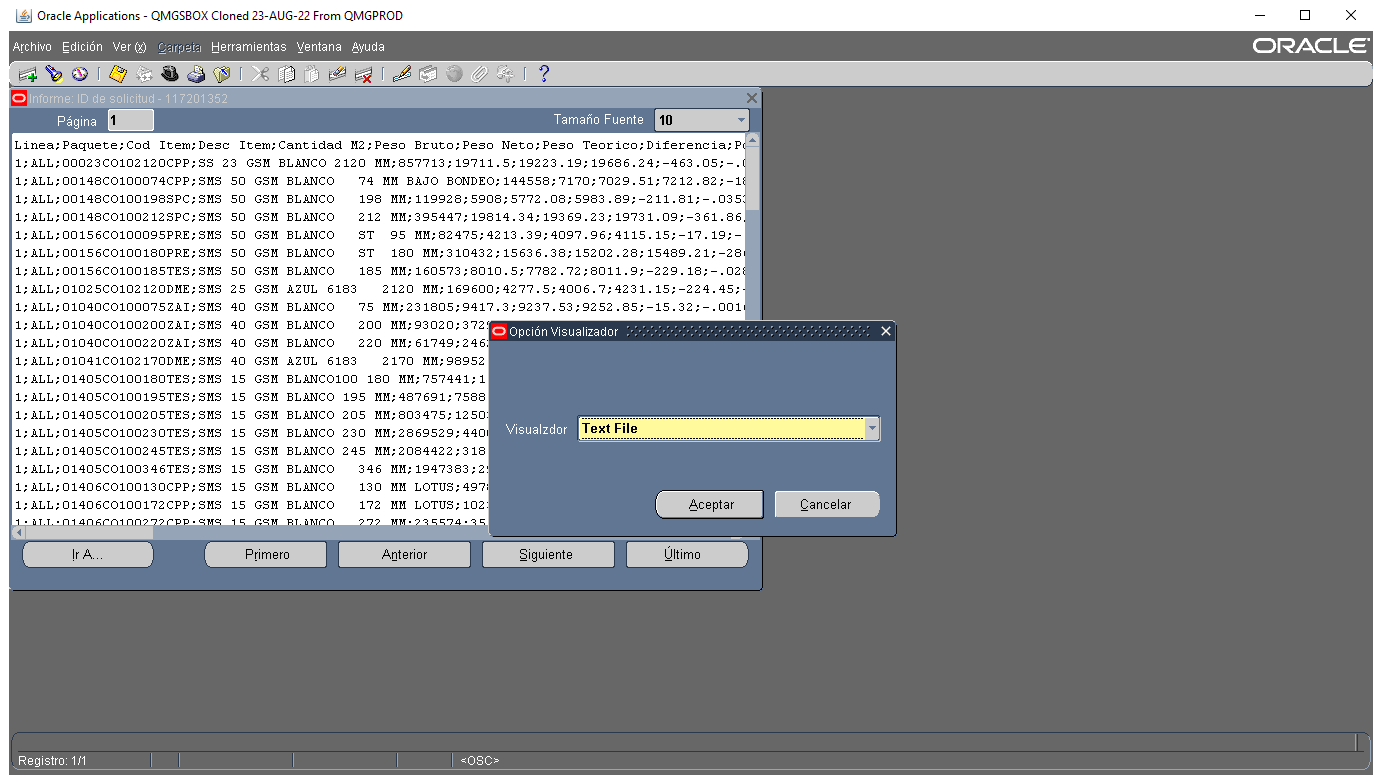 Oracle Applications - QMGSBOX Cloned 23-AUG-22 From QMGPROD
Archivo Edición Ver (x) Carpeta Herramientas Ventana Ayuda
ORACLE
Informe: ID de solicitud - 117201352
Página 1
Tamaño Fuente 10
Linea;Paquete;Cod Item;Desc Item;Cantidad M2;Peso Bruto;Peso Neto;Peso Teorico;Diferencia;Po
1;ALL;00023CO102120CPP;SS 23 GSM BLANCO 2120 MM;857713;19711.5;19223.19;19686.24;-463.05;-.0
1;ALL;00148CO100074CPP;SMS 50 GSM BLANCO 74 MM BAJO BONDEO;144558;7170;7029.51;7212.82;-18
1;ALL;00148CO100198SPC;SMS 50 GSM BLANCO 198 MM;119928;5908;5772.08;5983.89;-211.81;-.0353
1;ALL;00148CO100212SPC;SMS 50 GSM BLANCO 212 MM;395447;19814.34;19369.23;19731.09;-361.86.
1;ALL;00156CO100095PRE;SMS 50 GSM BLANCO ST 95 MM;82475;4213.39;4097.96;4115.15;-17.19;-
1;ALL;00156CO100180PRE;SMS 50 GSM BLANCO ST 180 MM;310432;15636.38;15202.28;15489.21;-286
1;ALL;00156CO100185TES;SMS 50 GSM BLANCO 185 MM;160573;8010.5;7782.72;8011.9;-229.18;-.028
1;ALL;01025CO102120DME;SMS 25 GSM AZUL 6183 2120 MM;169600;4277.5;4006.7;4231.15;-224.45;-
1;ALL;01040CO100075ZAI;SMS 40 GSM BLANCO 75 MM;231805;9417.3;9237.53;9252.85;-15.32;-.0016
1;ALL;01040CO100200ZAI;SMS 40 GSM BLANCO 200 MM;93020;3729
1;ALL;01040CO100220ZAI;SMS 40 GSM BLANCO 220 MM;61749;2462
1;ALL;01041CO102170DME;SMS 40 GSM AZUL 6183 2170 MM;98952
1;ALL;01405CO100180TES;SMS 15 GSM BLANCO100 180 MM;757441;1
1;ALL;01405CO100195TES;SMS 15 GSM BLANCO 195 MM;487691;7588
1;ALL;01405CO100205TES;SMS 15 GSM BLANCO 205 MM;803475;1250
1;ALL;01405CO100230TES;SMS 15 GSM BLANCO 230 MM;2869529;440
1;ALL;01405CO100245TES;SMS 15 GSM BLANCO 245 MM;2084422;318
1;ALL;01405CO100346TES;SMS 15 GSM BLANCO 346 MM;1947383;29
1;ALL;01406CO100130CPP;SMS 15 GSM BLANCO 130 MM LOTUS;497
1;ALL;01406CO100172CPP;SMS 15 GSM BLANCO 172 MM LOTUS;102
1;ALL;01406CO100272CPP;SMS 15 GSM BLANCO 272 MM;235574;35
Opción Visualizador
Visualzdor Text File
Aceptar Cancelar
Ir A... Primero Anterior Siguiente Último
Registro: 1/1 <OSC>